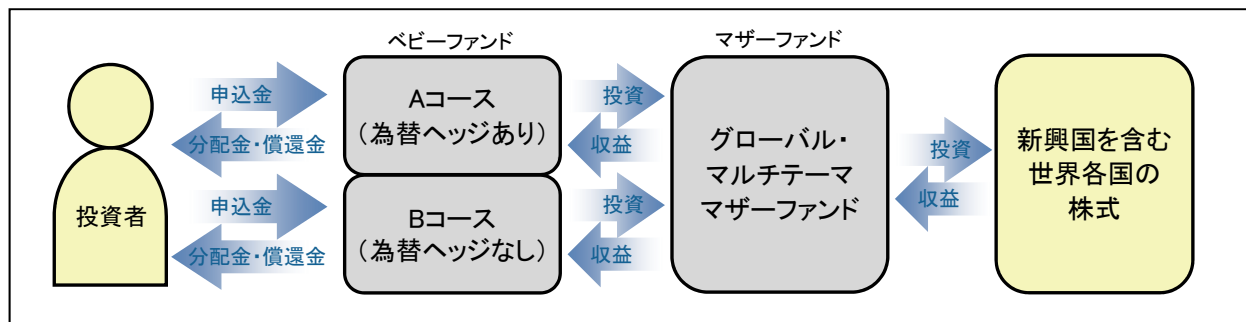 ベビーファンド
マザーファンド
投資者
申込金
分配金・償還金
申込金
分配金・償還金
Aコース
(為替ヘッジあり)
Bコース
(為替ヘッジなし)
投資
収益
投資
収益
グローバル・
マルチテーマ
マザーファンド
投資
収益
新興国を含む
世界各国の
株式